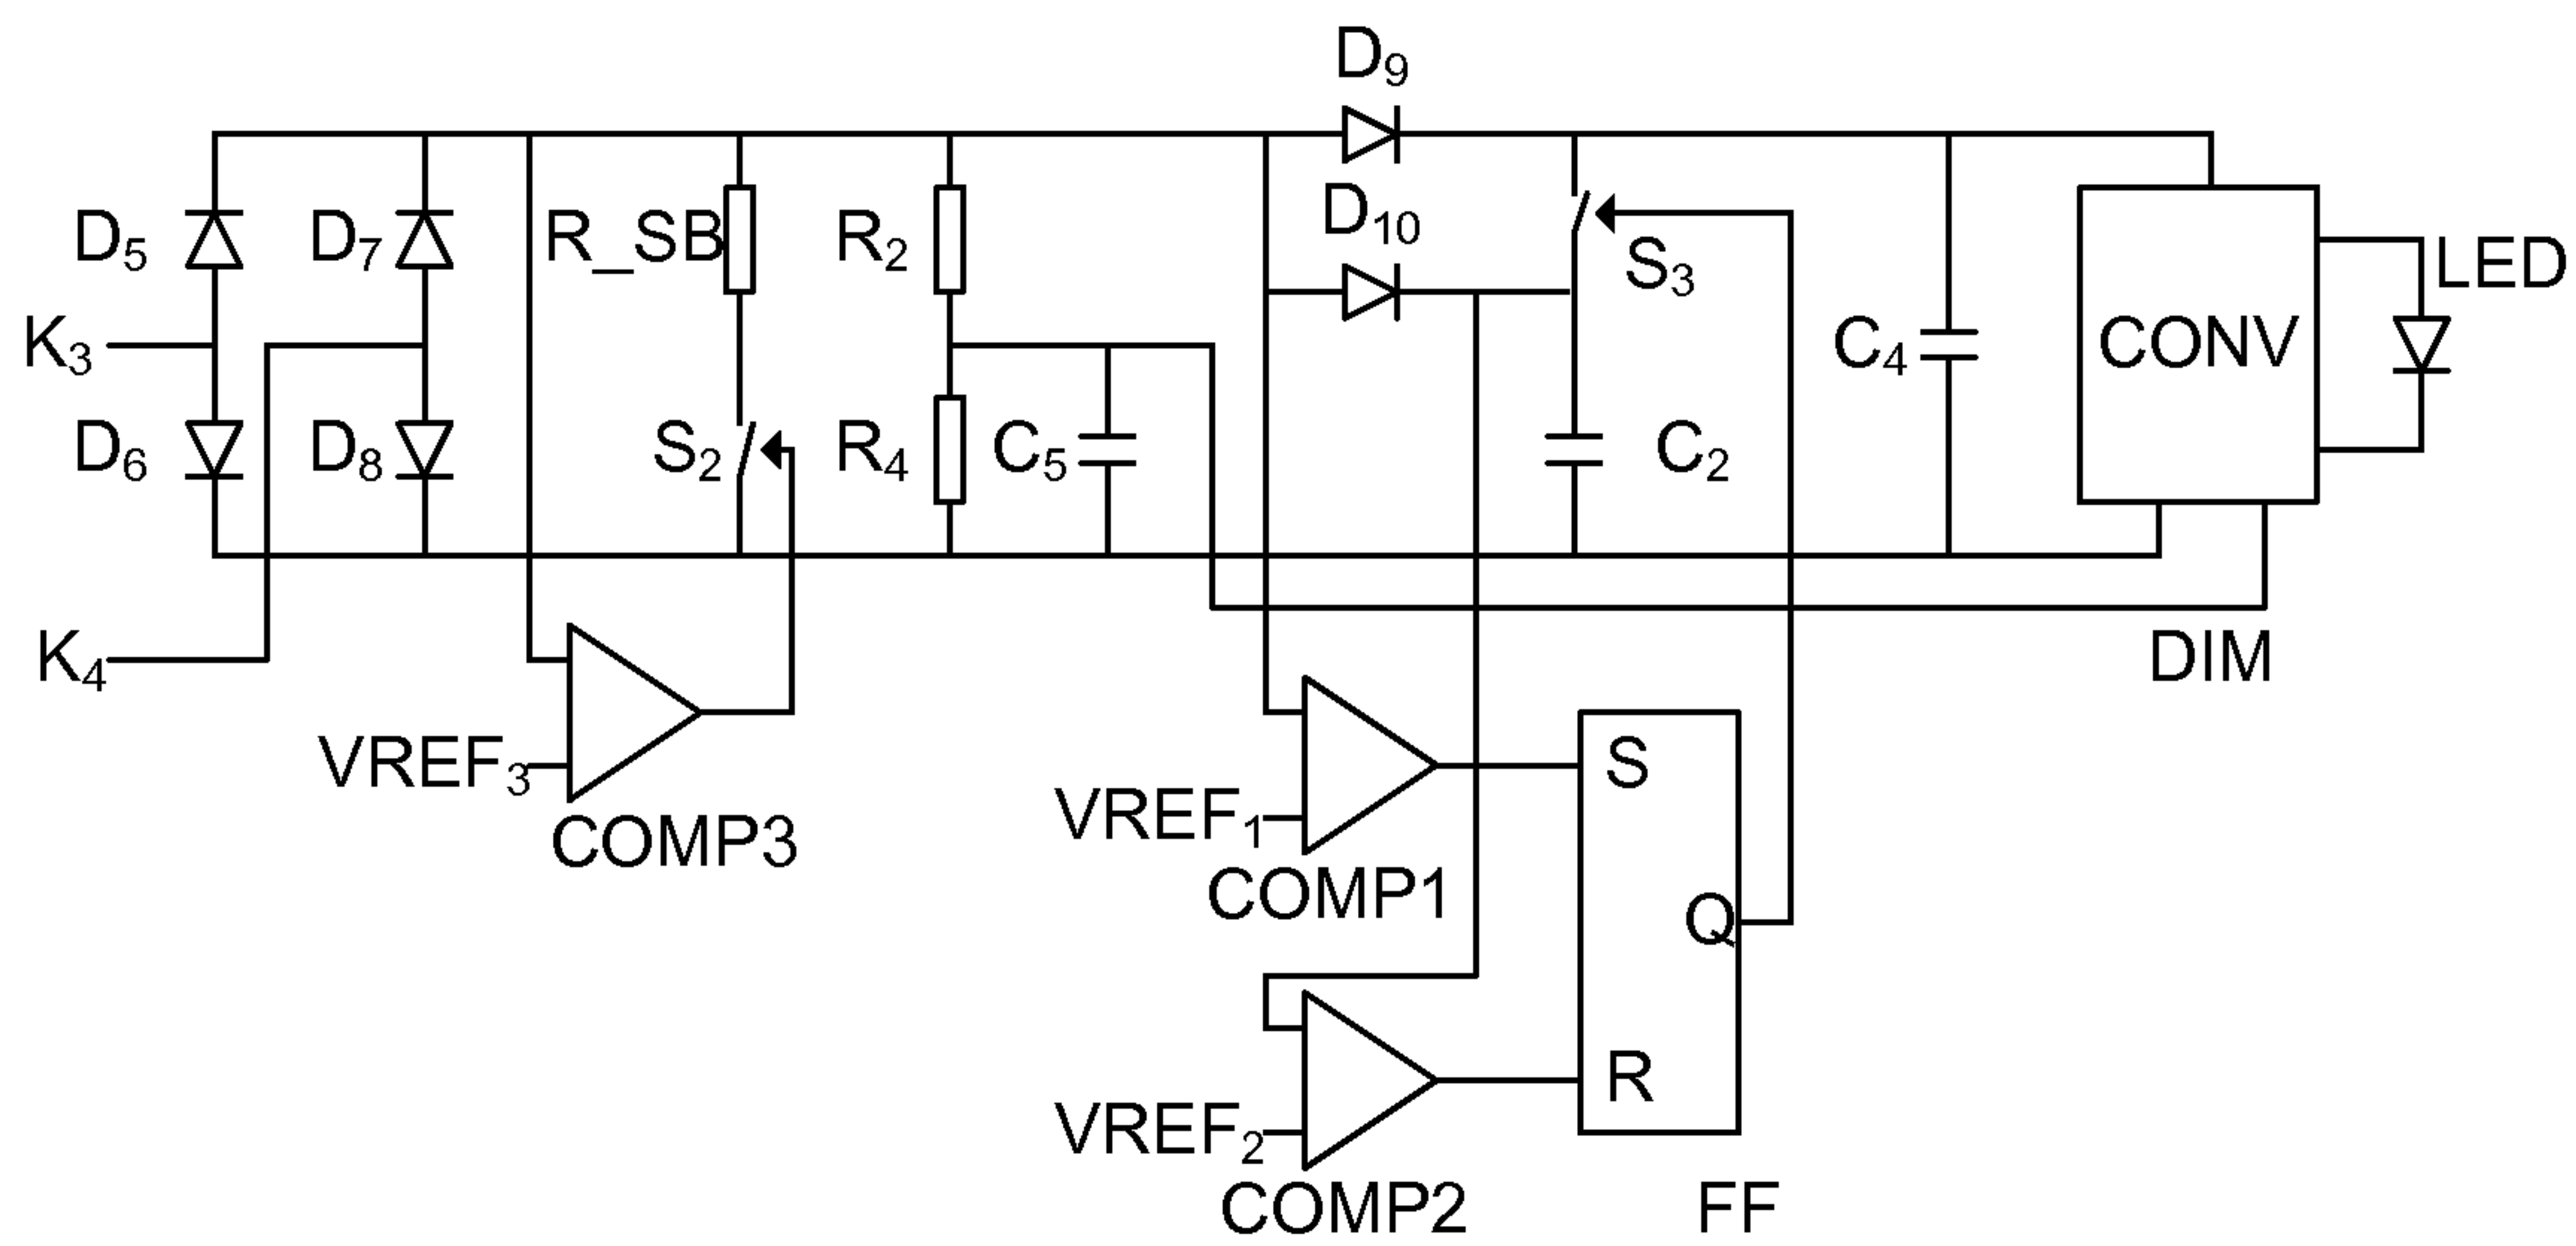 D9
D10
D5
D7
R_SB
R2
S3
LED
K3
C4
CONV
D6
D8
S2
R4
C5
C2
K4
DIM
VREF3
COMP3
S
VREF1
COMP1
Q
R
VREF2
COMP2
FF